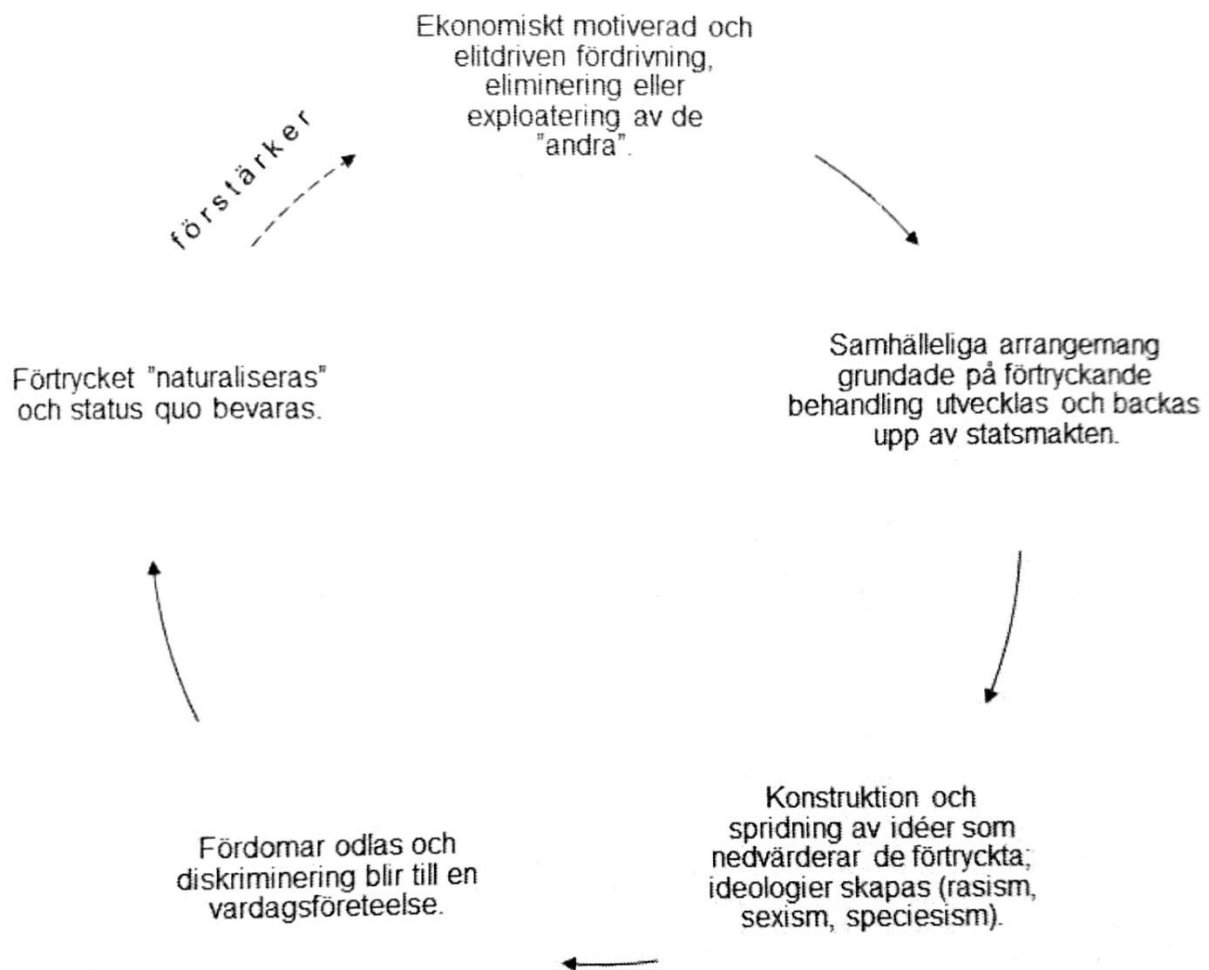 Ekonomiskt motiverad och
elitdriven fördrivning,
eliminering eller
exploatering av de
"andra".
Samhälleliga arrangemang
grundade på förtryckande
behandling utvecklas och backas
upp av statsmakten.
Konstruktion och
spridning av idéer som
nedvärderar de förtryckta;
ideologier skapas (rasism,
sexism, speciesism).
Fördomar odlas och
diskriminering blir till en
vardagsföreteelse.
Förtrycket "naturaliseras"
och status quo bevaras.
förstärker